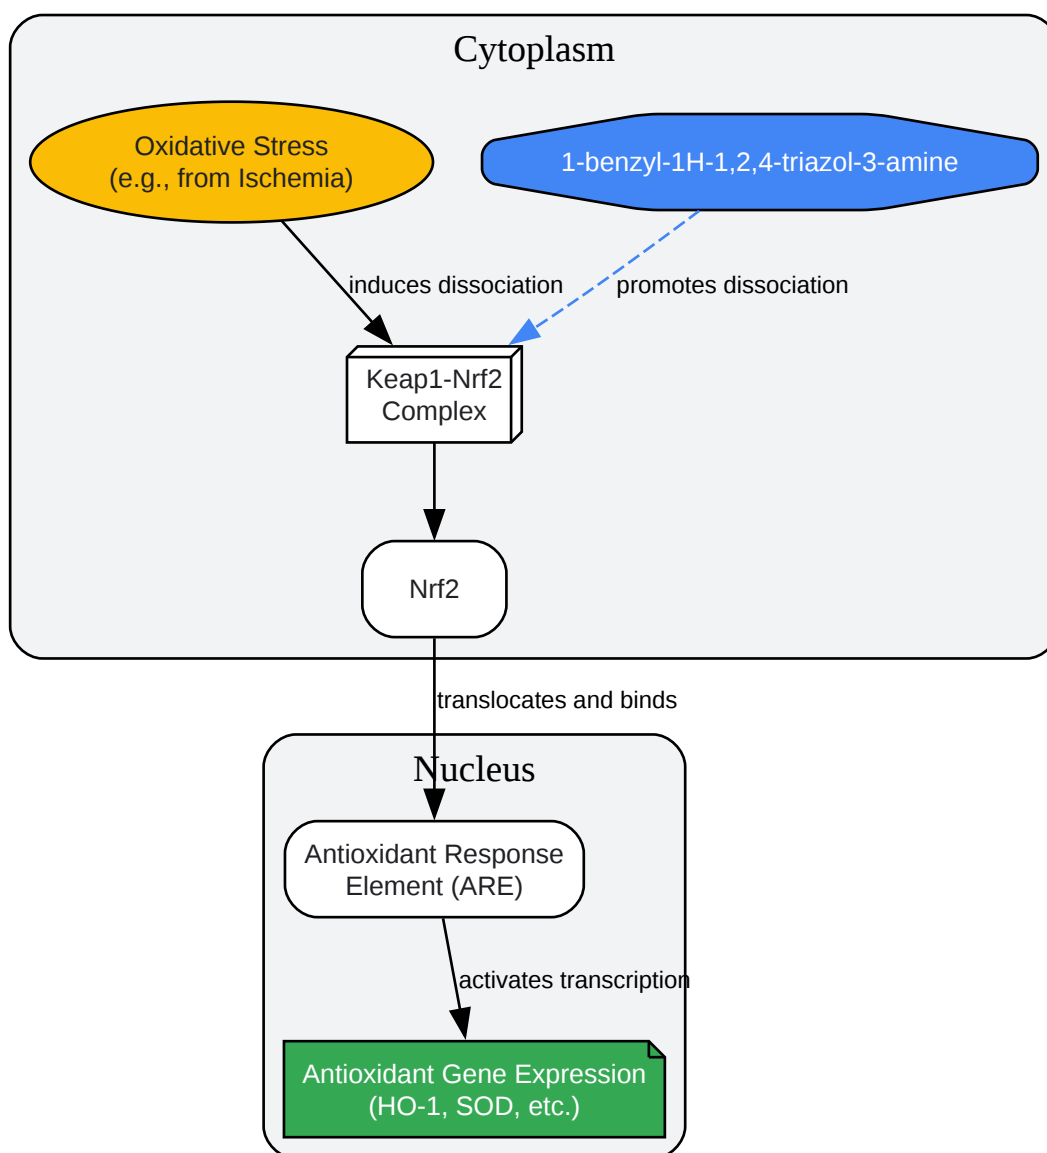 Cytoplasm
Oxidative Stress
(e.g., from Ischemia)
1-benzyl-1H-1,2,4-triazol-3-amine
induces dissociation
promotes dissociation
Keap1-Nrf2
Complex
Nrf2
translocates and binds
Nucleus
Antioxidant Response
Element (ARE)
activates transcription
Antioxidant Gene Expression
(HO-1, SOD, etc.)